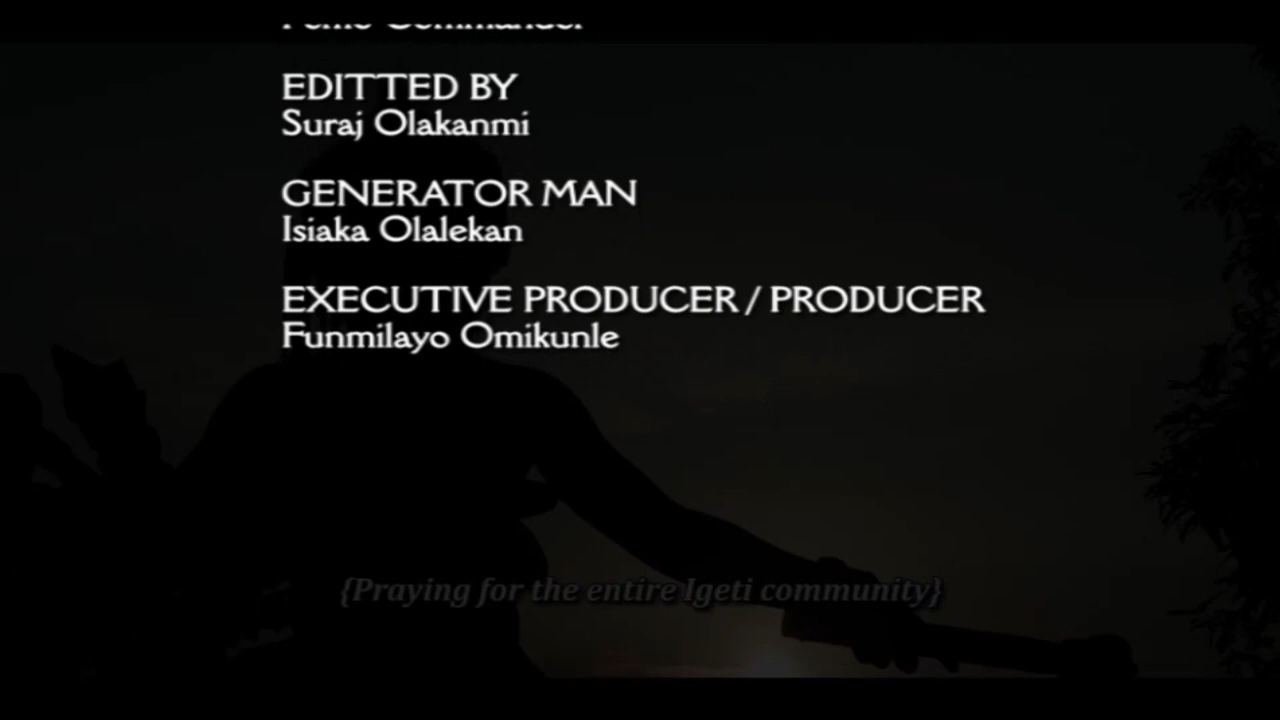 EDITTED BY
Suraj Olakanmi
GENERATOR MAN
Isiaka Olalekan
EXECUTIVE PRODUCER / PRODUCER
Funmilayo Omikunle
{Praying for the entire Igeti community}